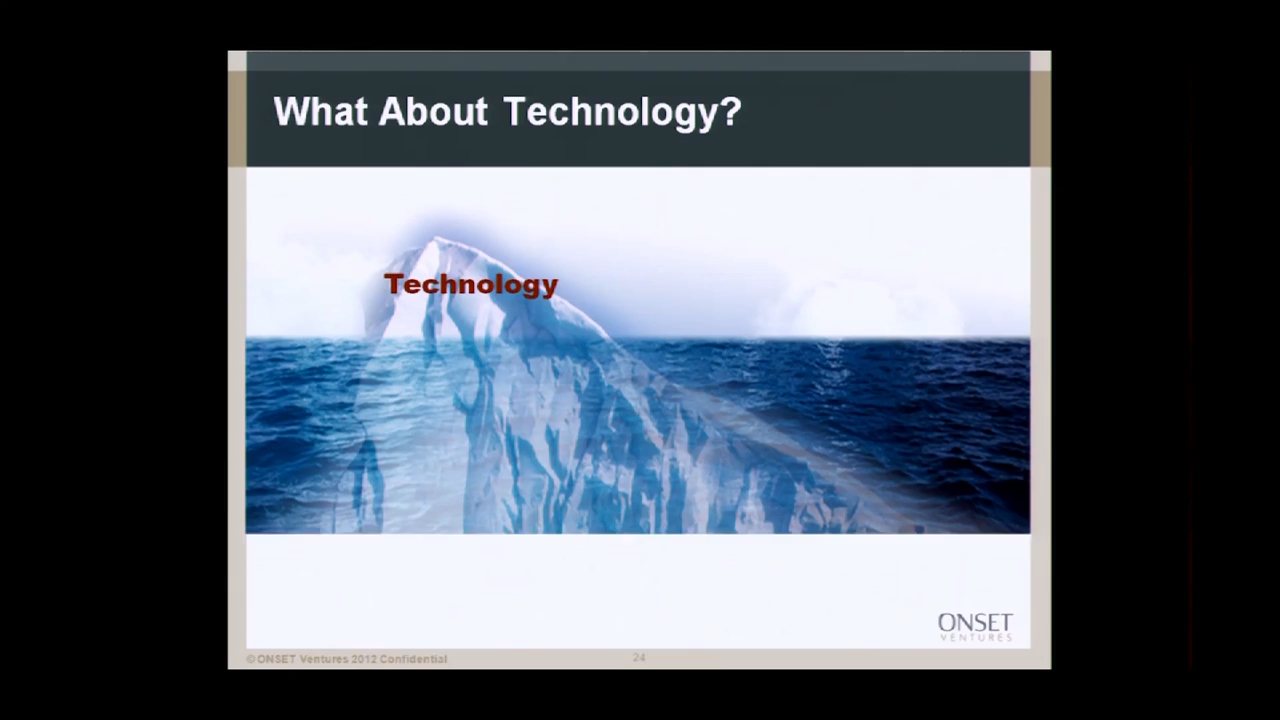 What About Technology?
Technology
ONSET
VENTURES
© ONSET Ventures 2012 Confidential
24